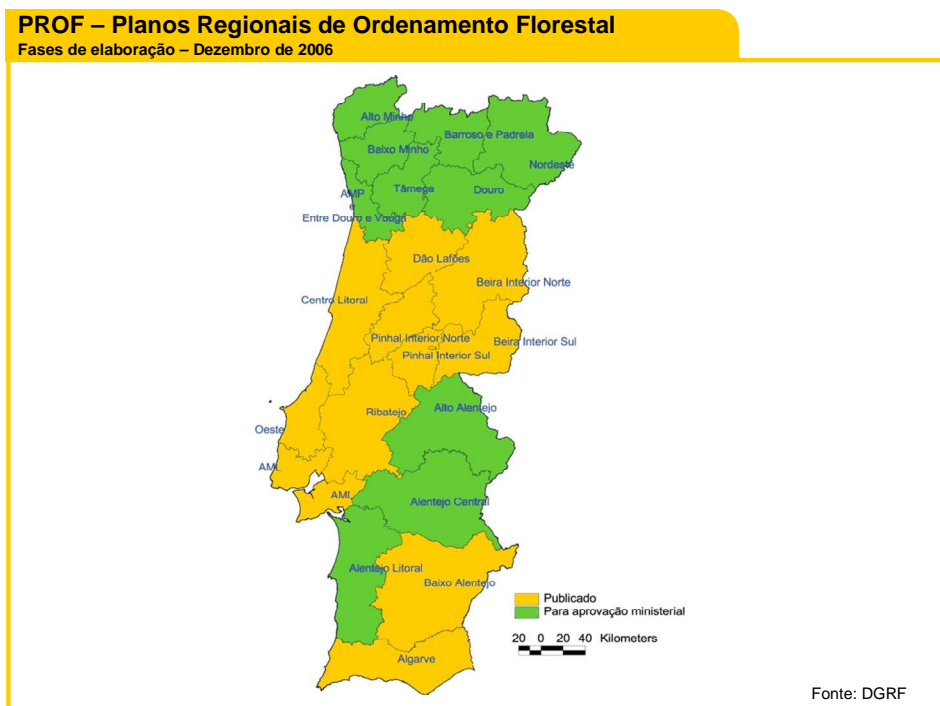 PROF – Planos Regionais de Ordenamento Florestal
Fases de elaboração – Dezembro de 2006
Alto Minho
Barroso e Padrela
Baixo Minho
Nordeste
AMP
e
Entre Douro e Vouga
Tâmega
Douro
Dão Lafões
Beira Interior Norte
Centro Litoral
Pinhal Interior Norte
Beira Interior Sul
Pinhal Interior Sul
Alto Alentejo
Ribatejo
Oeste
AML
AML
Alentejo Central
Alentejo Litoral
Baixo Alentejo
Publicado
Para aprovação ministerial
20 0 20 40 Kilometers
Algarve
Fonte: DGRF